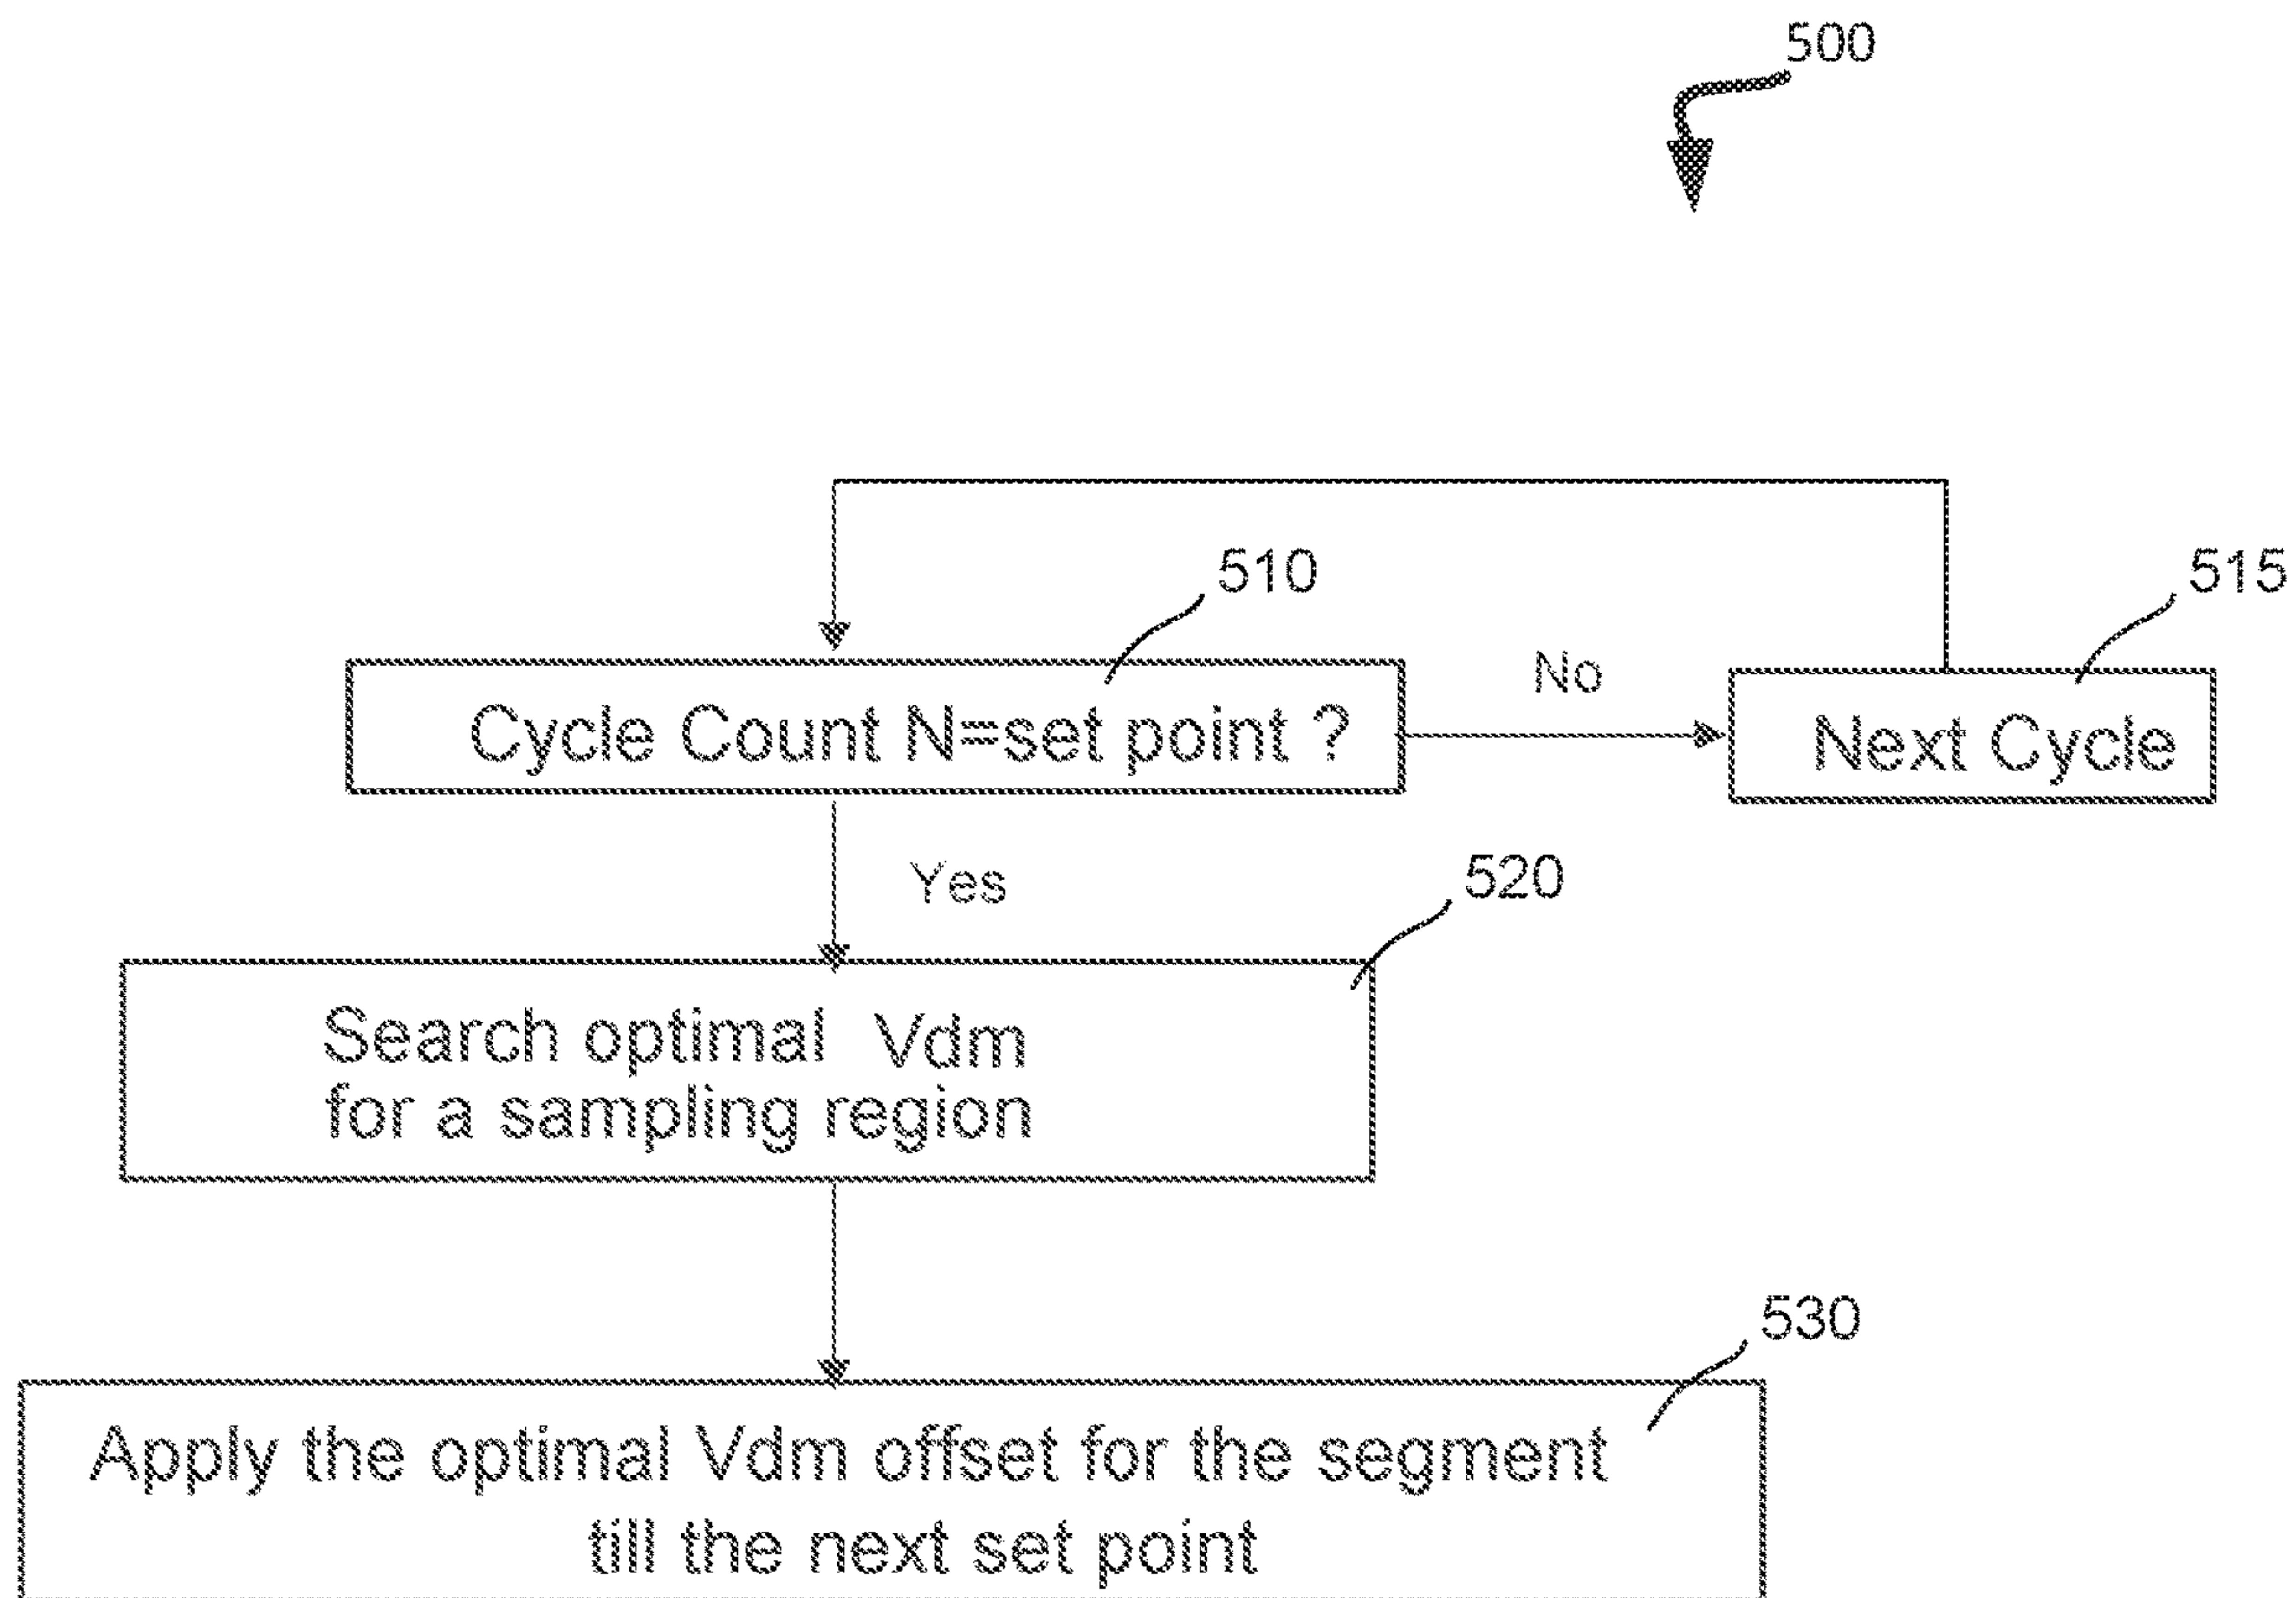 500
510
515
Cycle Count N=set point ?
No
Next Cycle
Yes
520
Search optimal Vdm
for a sampling region
530
Apply the optimal Vdm offset for the segment
till the next set point